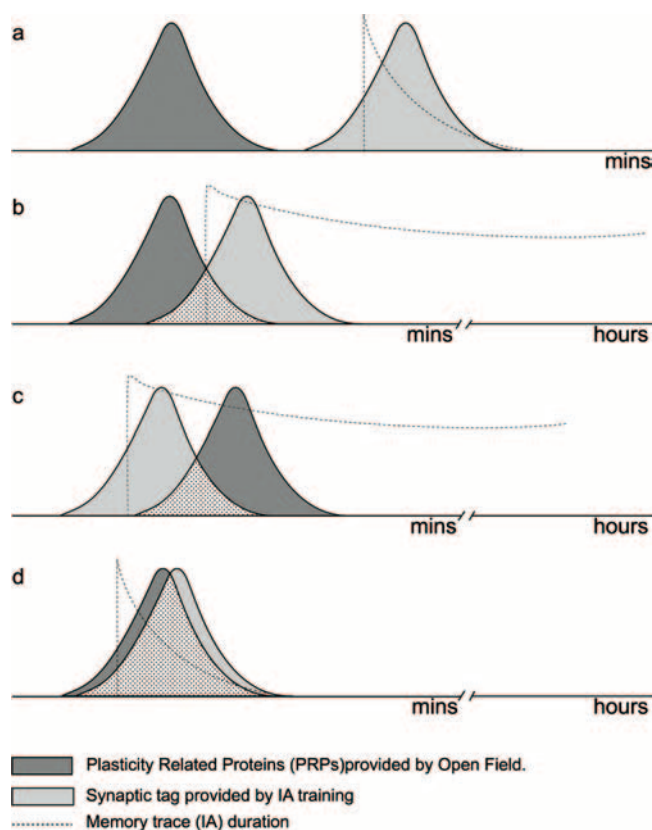 a
mins
b
mins hours
c
mins hours
d
mins hours
Plasticity Related Proteins (PRPs)provided by Open Field.
Synaptic tag provided by IA training
Memory trace (IA) duration